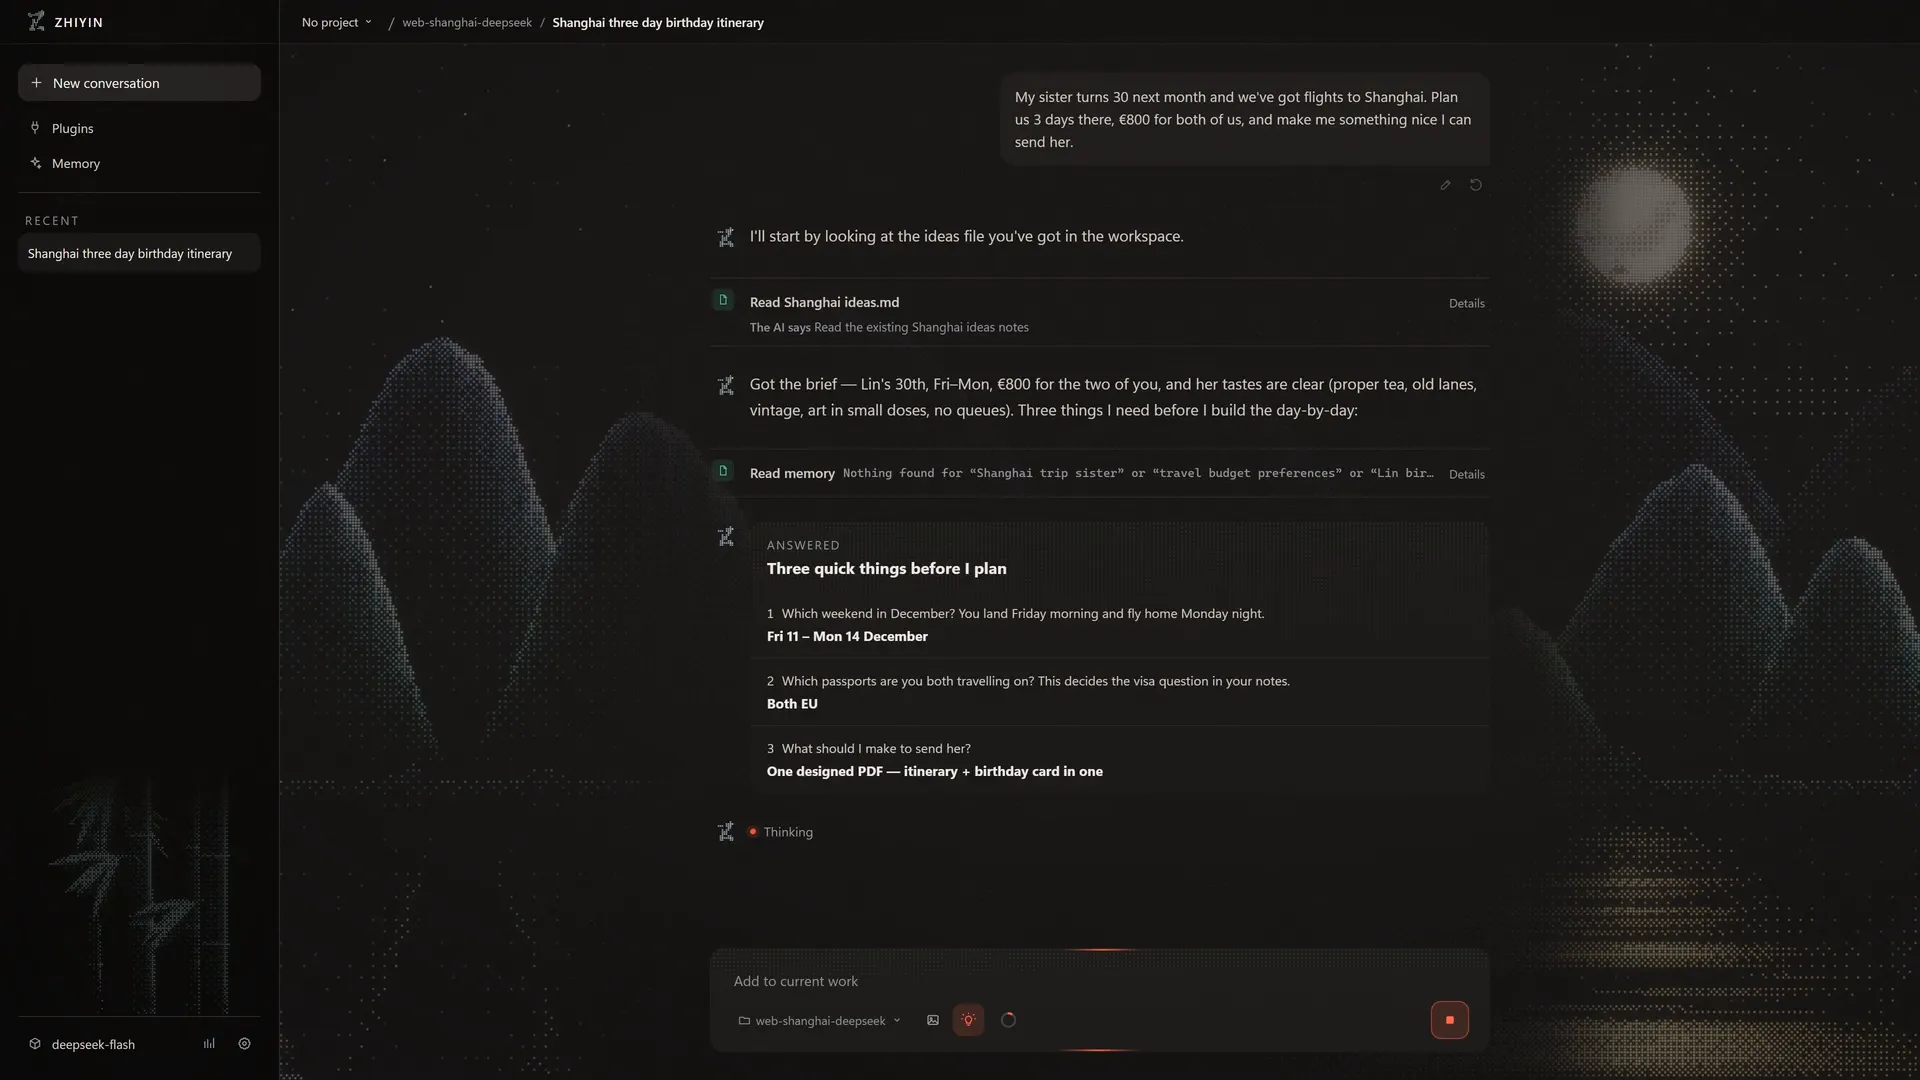 ZHIYIN
No project / web-shanghai-deepseek / Shanghai three day birthday itinerary
+ New conversation
Plugins
Memory
RECENT
Shanghai three day birthday itinerary
My sister turns 30 next month and we've got flights to Shanghai. Plan
us 3 days there, €800 for both of us, and make me something nice I can
send her.
I'll start by looking at the ideas file you've got in the workspace.
Read Shanghai ideas.md
Details
The AI says Read the existing Shanghai ideas notes
Got the brief — Lin's 30th, Fri–Mon, €800 for the two of you, and her tastes are clear (proper tea, old lanes,
vintage, art in small doses, no queues). Three things I need before I build the day-by-day:
Read memory Nothing found for “Shanghai trip sister” or “travel budget preferences” or “Lin bir… Details
ANSWERED
Three quick things before I plan
1 Which weekend in December? You land Friday morning and fly home Monday night.
Fri 11 – Mon 14 December
2 Which passports are you both travelling on? This decides the visa question in your notes.
Both EU
3 What should I make to send her?
One designed PDF — itinerary + birthday card in one
Thinking
Add to current work
web-shanghai-deepseek
deepseek-flash